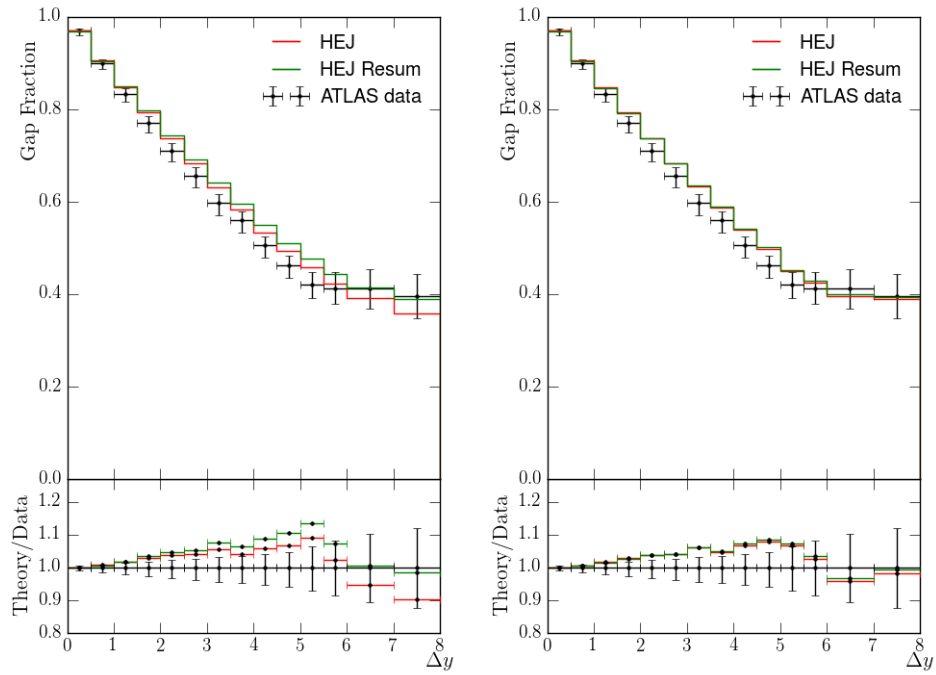 1.0
0.8
0.6
0.4
0.2
0.0
Gap Fraction
HEJ
HEJ Resum
ATLAS data
1.2
1.1
1.0
0.9
0.8
Theory/Data
0 1 2 3 4 5 6 7 8
Δy
1.0
0.8
0.6
0.4
0.2
0.0
Gap Fraction
HEJ
HEJ Resum
ATLAS data
1.2
1.1
1.0
0.9
0.8
Theory/Data
0 1 2 3 4 5 6 7 8
Δy